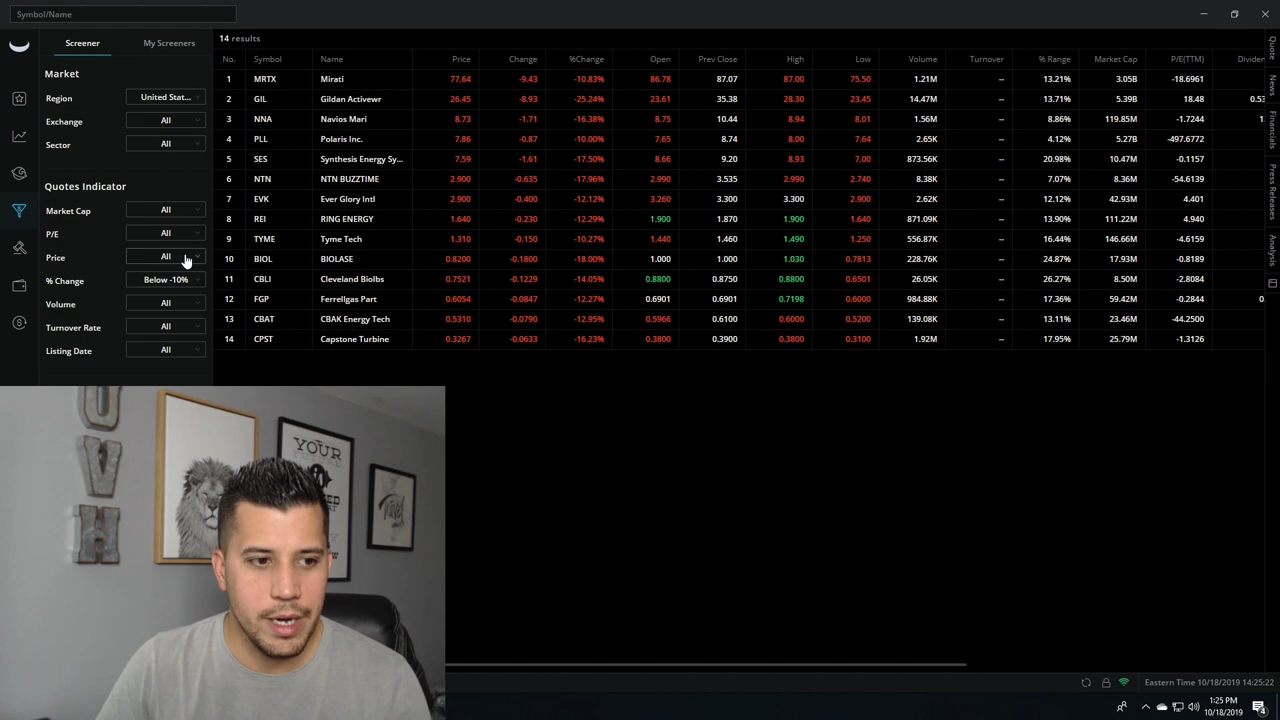 Symbol/Name
Screener My Screeners
Market
Region United Stat...
Exchange All
Sector All
Quotes Indicator
Market Cap All
P/E All
Price All
% Change Below -10%
Volume All
Turnover Rate All
Listing Date All
14 results
No. Symbol Name Price Change %Change Open Prev Close High Low Volume Turnover % Range Market Cap P/E(TTM) Dividen
1 MRTX Mirati 77.64 -9.43 -10.83% 86.78 87.07 87.00 75.50 1.21M -- 13.21% 3.05B -18.6961
2 GIL Gildan Activewr 26.45 -8.93 -25.24% 23.61 35.38 28.30 23.45 14.47M -- 13.71% 5.39B 18.48 0.53
3 NNA Navios Mari 8.73 -1.71 -16.38% 8.75 10.44 8.94 8.01 1.56M -- 8.86% 119.85M -1.7244 1
4 PLL Polaris Inc. 7.86 -0.87 -10.00% 7.65 8.74 8.00 7.64 2.65K -- 4.12% 5.27B -497.6772
5 SES Synthesis Energy Sy... 7.59 -1.61 -17.50% 8.66 9.20 8.93 7.00 873.56K -- 20.98% 10.47M -0.1157
6 NTN NTN BUZZTIME 2.900 -0.635 -17.96% 2.990 3.535 2.990 2.740 8.38K -- 7.07% 8.36M -54.6139
7 EVK Ever Glory Intl 2.900 -0.400 -12.12% 3.260 3.300 3.300 2.900 2.62K -- 12.12% 42.93M 4.401
8 REI RING ENERGY 1.640 -0.230 -12.29% 1.900 1.870 1.900 1.640 871.09K -- 13.90% 111.22M 4.940
9 TYME Tyme Tech 1.310 -0.150 -10.27% 1.440 1.460 1.490 1.250 556.87K -- 16.44% 146.66M -4.6159
10 BIOL BIOLASE 0.8200 -0.1800 -18.00% 1.000 1.000 1.030 0.7813 228.76K -- 24.87% 17.93M -0.8189
11 CBLI Cleveland Biolbs 0.7521 -0.1229 -14.05% 0.8800 0.8750 0.8800 0.6501 26.05K -- 26.27% 8.50M -2.8084
12 FGP Ferrellgas Part 0.6054 -0.0847 -12.27% 0.6901 0.6901 0.7198 0.6000 984.88K -- 17.36% 59.42M -0.2844 0
13 CBAT CBAK Energy Tech 0.5310 -0.0790 -12.95% 0.5966 0.6100 0.6000 0.5200 139.08K -- 13.11% 23.46M -44.2500
14 CPST Capstone Turbine 0.3267 -0.0633 -16.23% 0.3800 0.3900 0.3800 0.3100 1.92M -- 17.95% 25.79M -1.3126
Quote
News
Financials
Press Releases
Analysis
YOUR
Travel
Eastern Time 10/18/2019 14:25:22
1:25 PM
10/18/2019
4